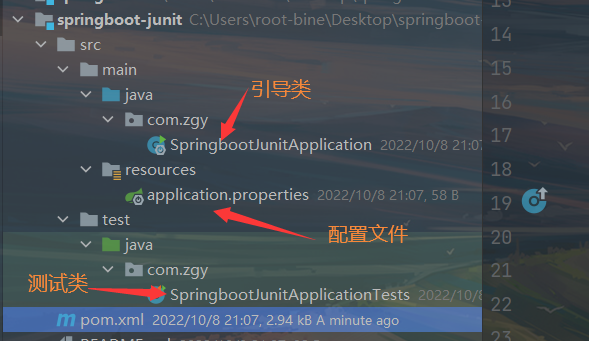 springboot-junit C:\Users\root-bine\Desktop\springboot-
src
main
java
引导类
com.zgy
SpringbootJunitApplication 2022/10/8 21:07
resources
application.properties 2022/10/8 21:07, 58 B
test
配置文件
java
com.zgy
测试类
SpringbootJunitApplicationTests 2022/10/8
pom.xml 2022/10/8 21:07, 2.94 kB A minute ago
14
15
16
17
18
19
20
21
22